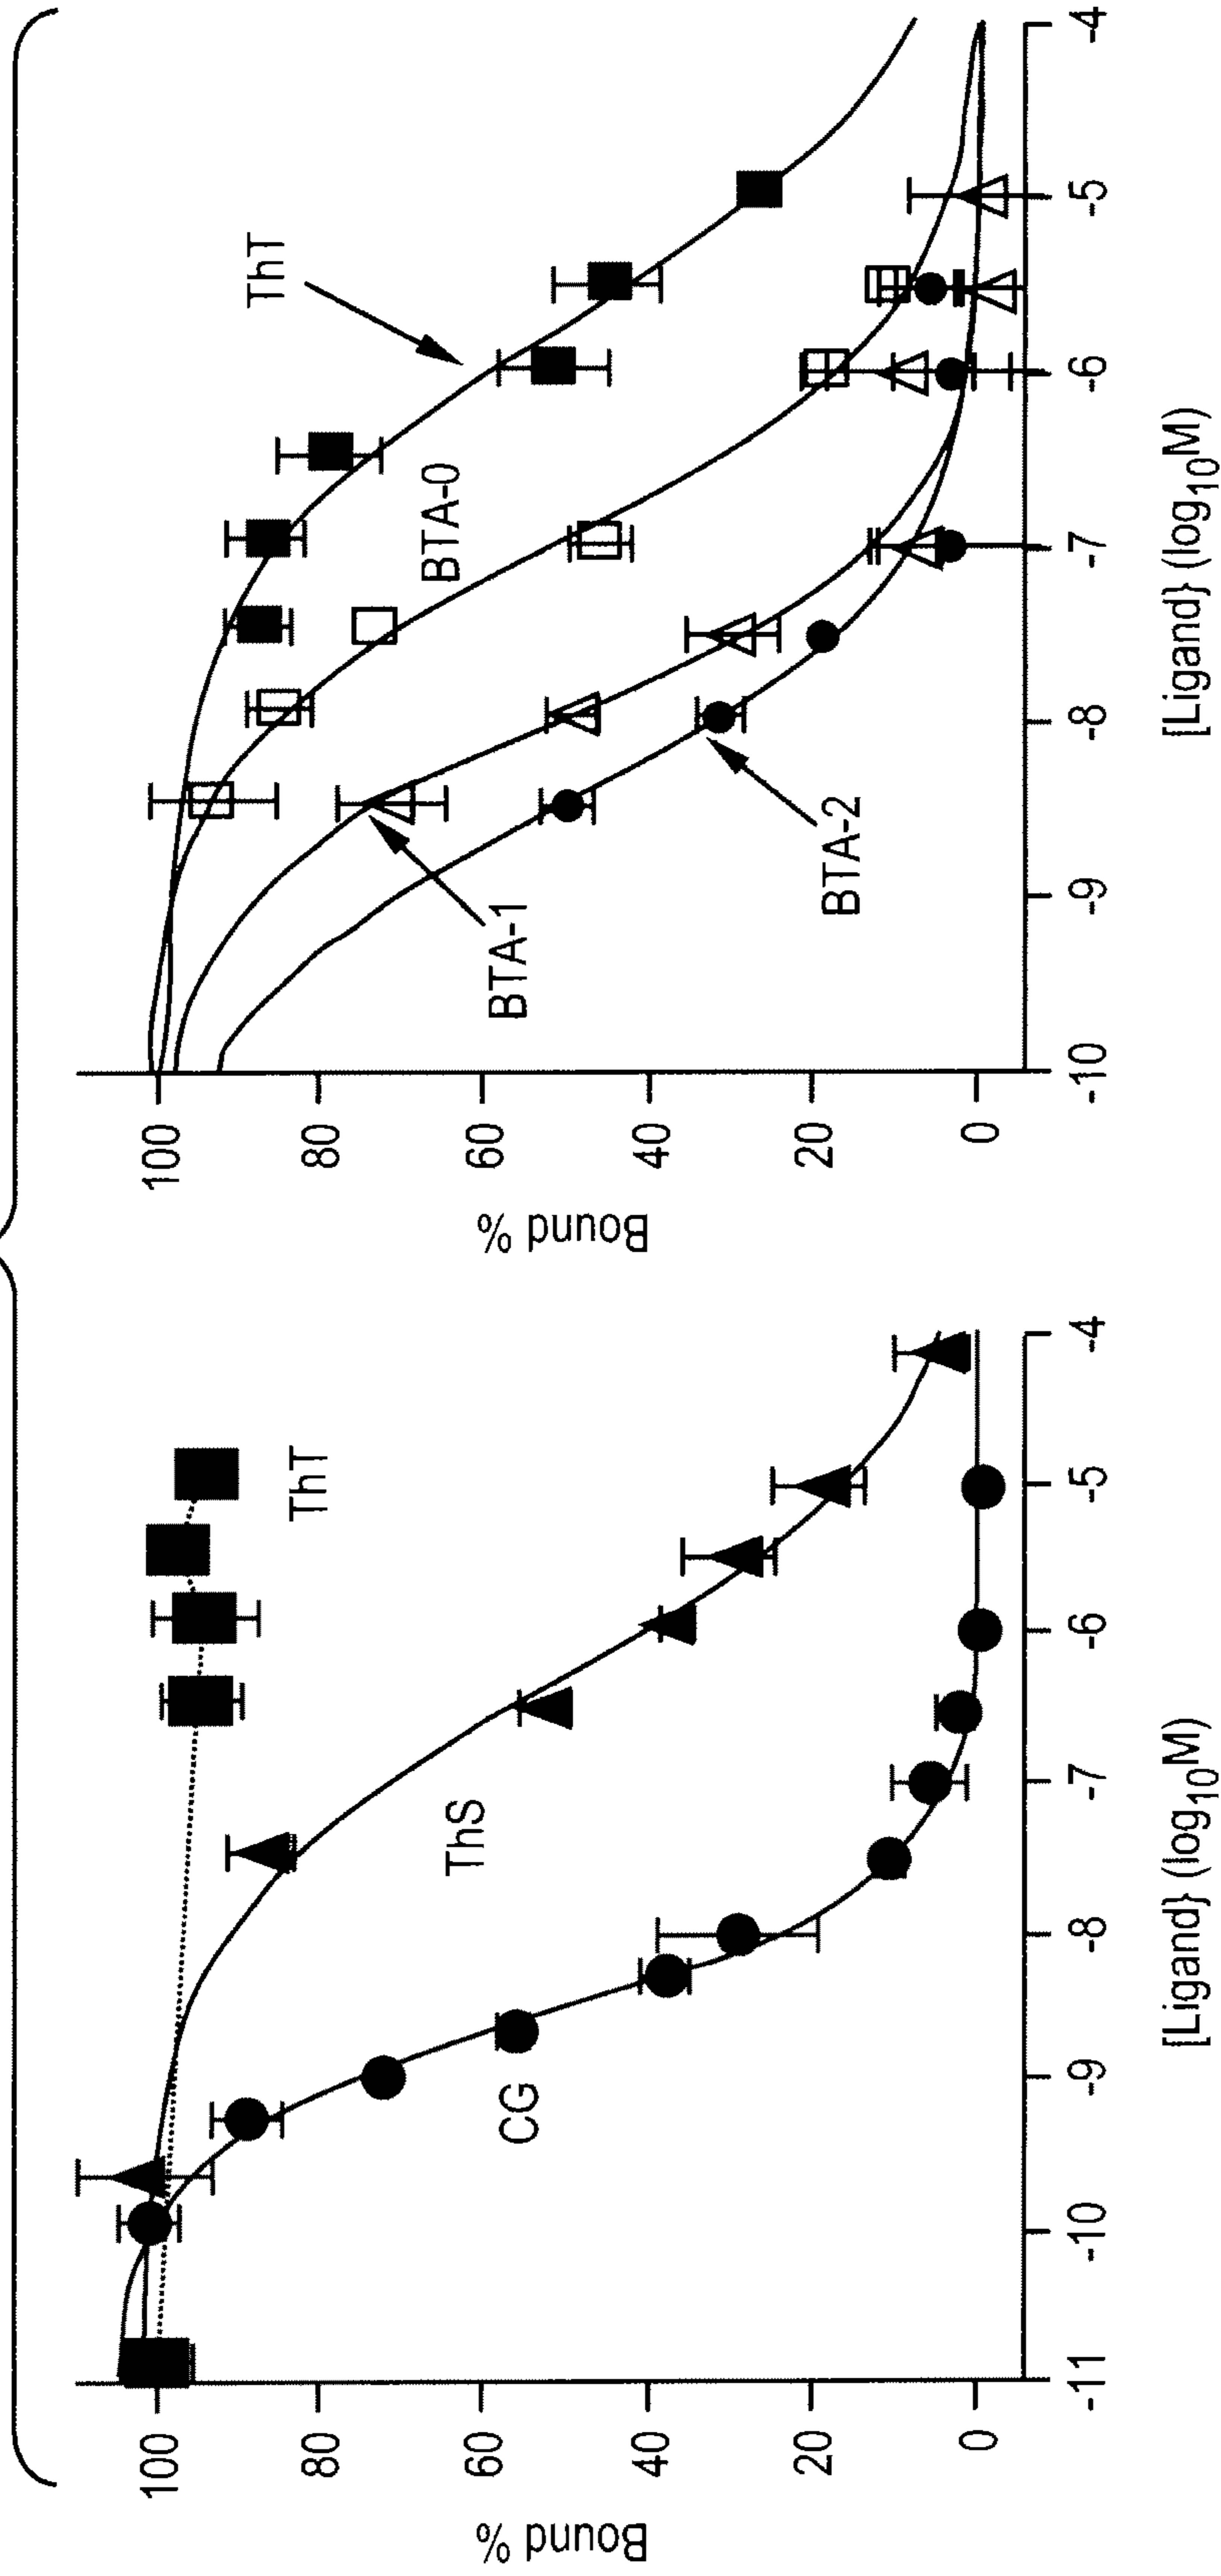 Bound %
100
80
60
40
20
0
ThT
ThS
CG
-11 -10 -9 -8 -7 -6 -5 -4
[Ligand} (log10M)
Bound %
100
80
60
40
20
0
ThT
BTA-0
BTA-1
BTA-2
-10 -9 -8 -7 -6 -5 -4
[Ligand} (log10M)